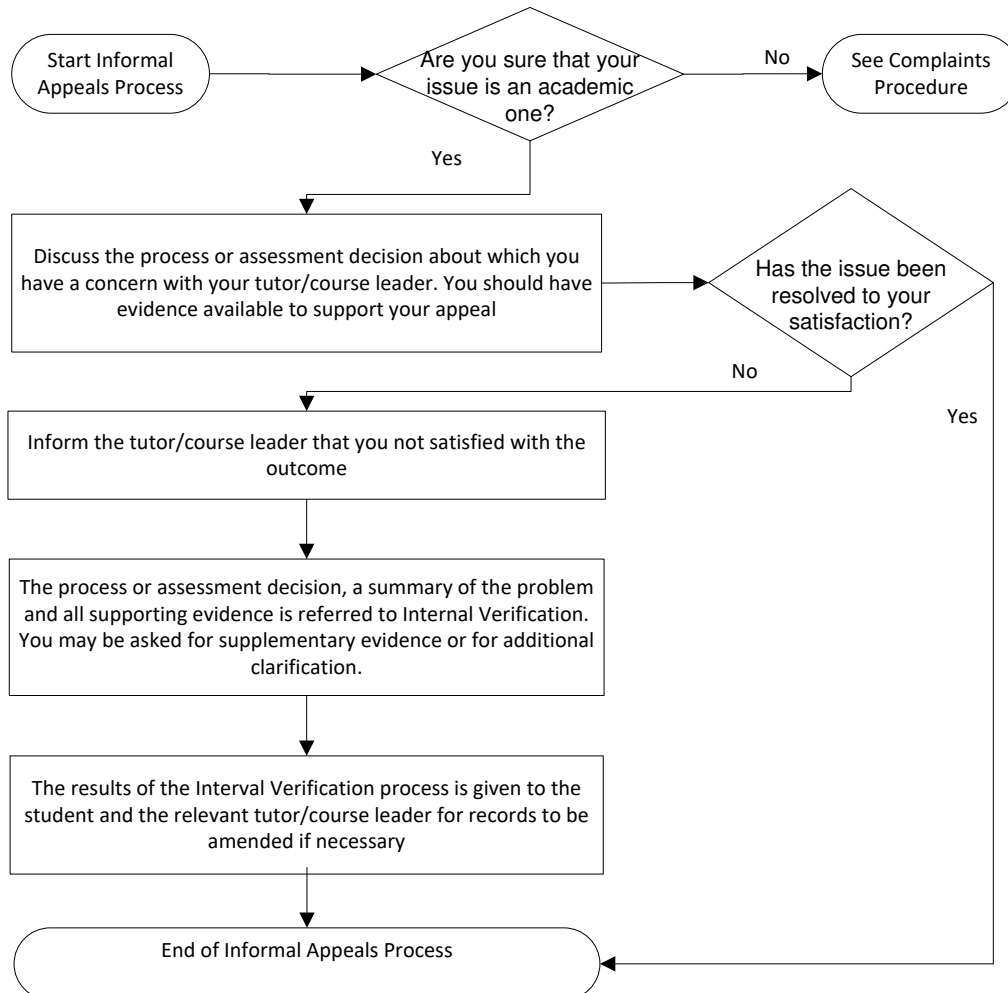 Start Informal
Appeals Process
Are you sure that your
issue is an academic
one?
No
See Complaints
Procedure
Yes
Discuss the process or assessment decision about which you
have a concern with your tutor/course leader. You should have
evidence available to support your appeal
Has the issue been
resolved to your
satisfaction?
No
Yes
Inform the tutor/course leader that you not satisfied with the
outcome
The process or assessment decision, a summary of the problem
and all supporting evidence is referred to Internal Verification.
You may be asked for supplementary evidence or for additional
clarification.
The results of the Interval Verification process is given to the
student and the relevant tutor/course leader for records to be
amended if necessary
End of Informal Appeals Process